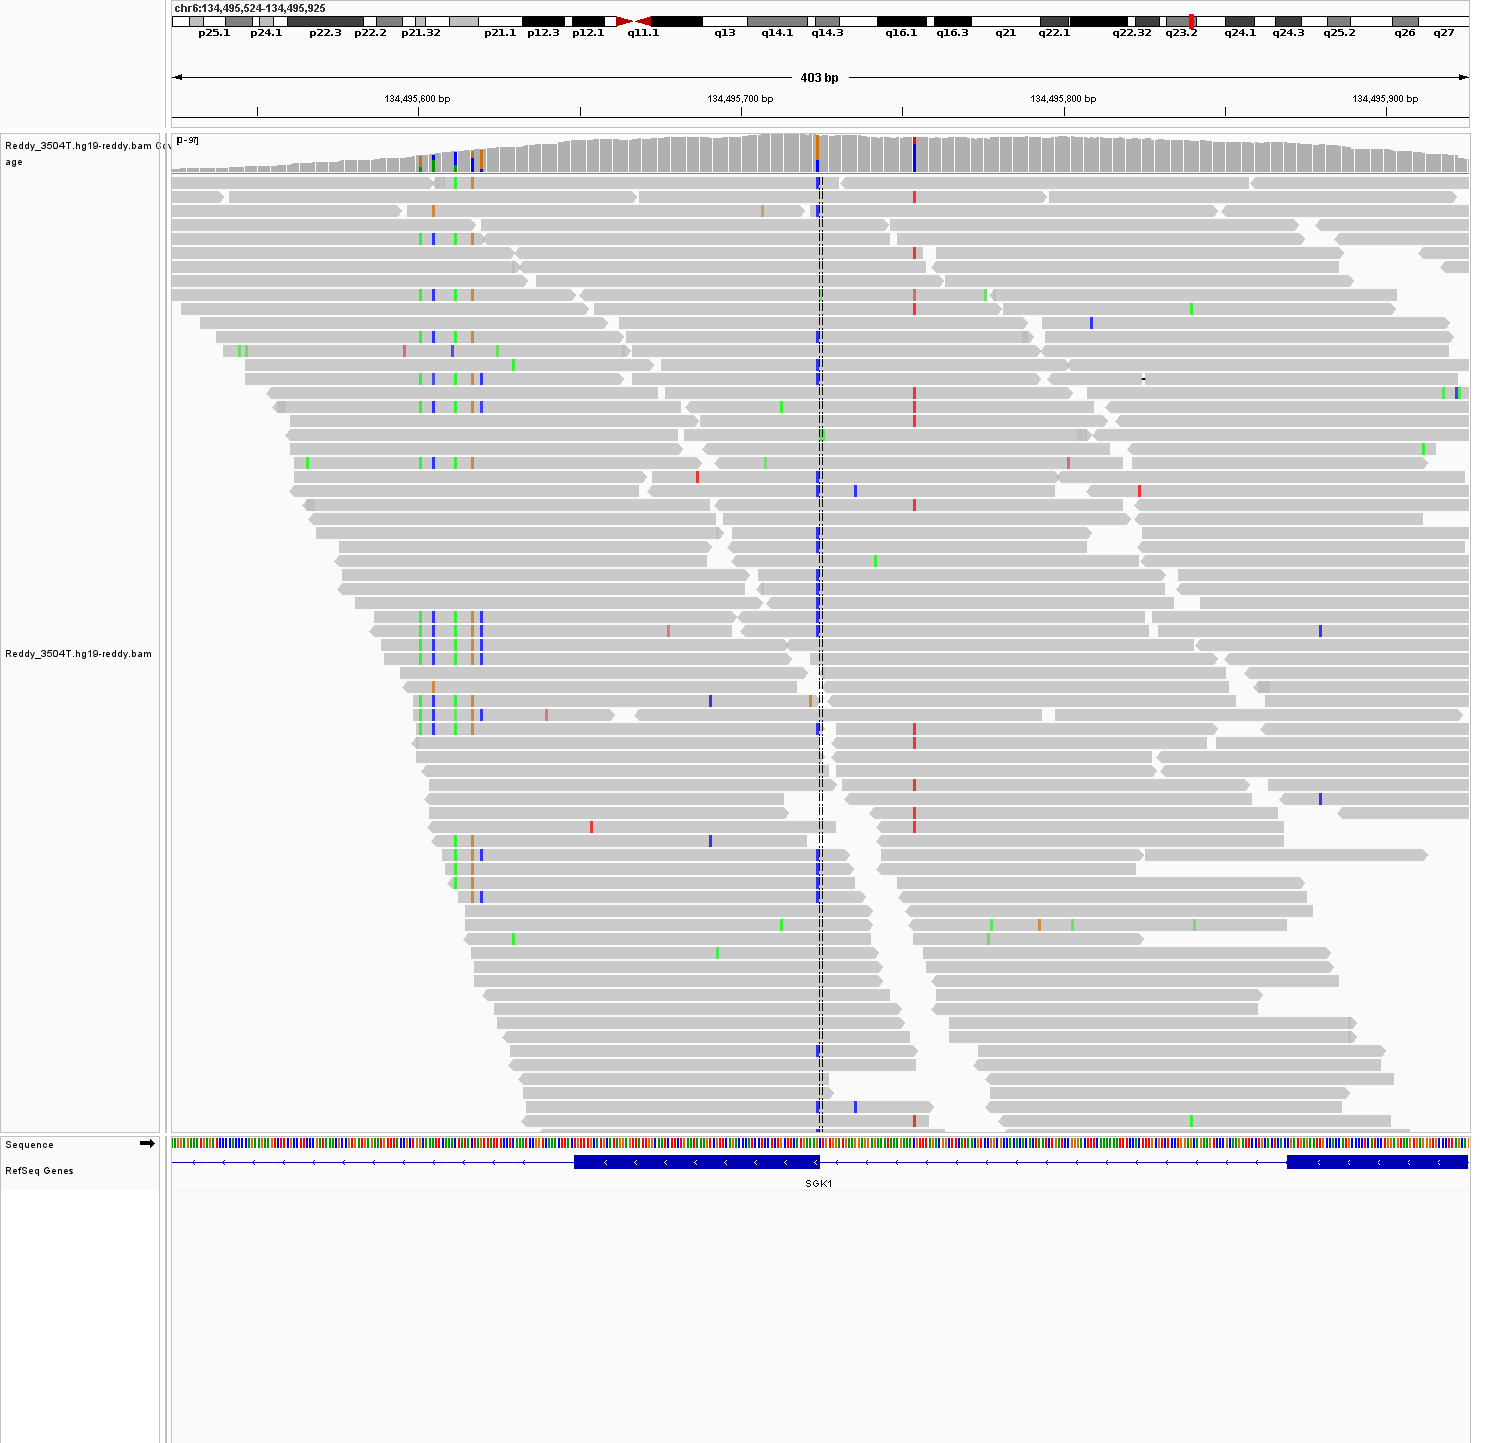 chr6:134,495,524-134,495,925
p25.1 p24.1 p22.3 p22.2 p21.32 p21.1 p12.3 p12.1 q11.1 q13 q14.1 q14.3 q16.1 q16.3 q21 q22.1 q22.32 q23.2 q24.1 q24.3 q25.2 q26 q27
403 bp
134,495,600 bp 134,495,700 bp 134,495,800 bp 134,495,900 bp
[0-97]
Reddy_3504T.hg19-reddy.bam Cov
age
Reddy_3504T.hg19-reddy.bam
Sequence
RefSeq Genes
SGK1